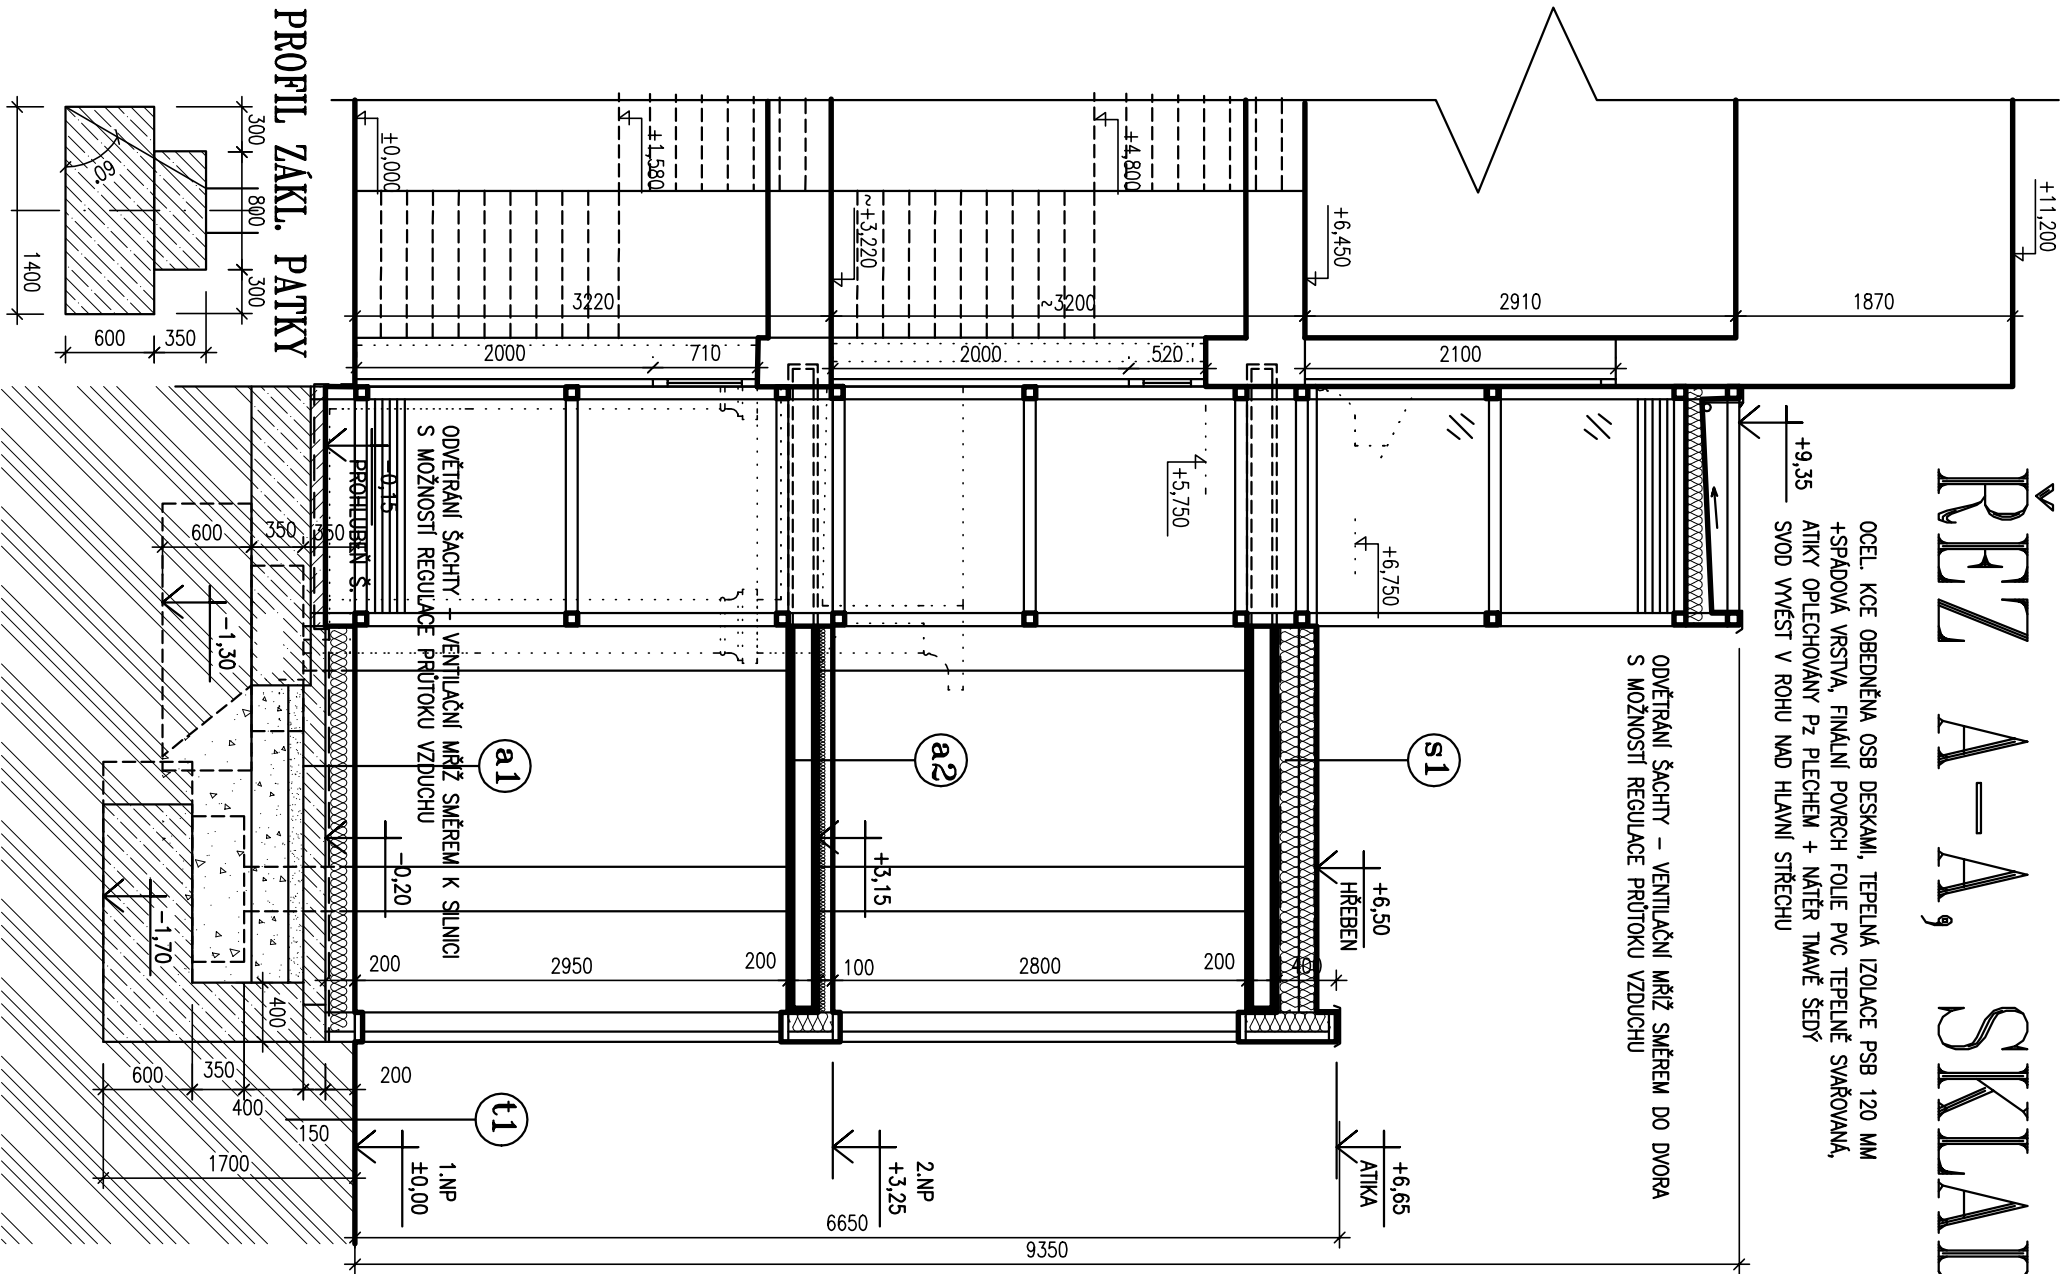 ŘEZ A-A, SKLAD
OCEL. KCE OBEDNĚNA OSB DESKAMI, TEPELNÁ IZOLACE PSB 120 MM
+SPÁDOVÁ VRSTVA, FINÁLNÍ POVRCH FOLIE PVC TEPELNĚ SVAŘOVANÁ,
ATIKY OPLECHOVÁNY Pz PLECHEM + NÁTĚR TMAVĚ ŠEDÝ
SVOD VYVÉST V ROHU NAD HLAVNÍ STŘECHU
+11,200
+9,35
1870
2910
2100
ODVĚTRÁNÍ ŠACHTY – VENTILAČNÍ MŘÍŽ SMĚREM DO DVORA
S MOŽNOSTÍ REGULACE PRŮTOKU VZDUCHU
+6,450
+6,750
+6,50
HŘEBEN
+6,65
ATIKA
s1
400
200
+5,750
+4,800
~3200
2000
520
2800
9350
6650
~+3,220
a2
+3,15
100
2.NP
+3,25
200
+1,580
3220
2000
710
2950
ODVĚTRÁNÍ ŠACHTY – VENTILAČNÍ MŘÍŽ SMĚREM K SILNICI
S MOŽNOSTÍ REGULACE PRŮTOKU VZDUCHU
a1
t1
±0,000
-0,15
PROHLUBEŇ Š.
-0,20
200
1.NP
±0,00
600
350
350
-1,30
-1,70
400
600
350
400
150
200
1700
PROFIL ZÁKL. PATKY
300
800
300
60°
1400
600
350